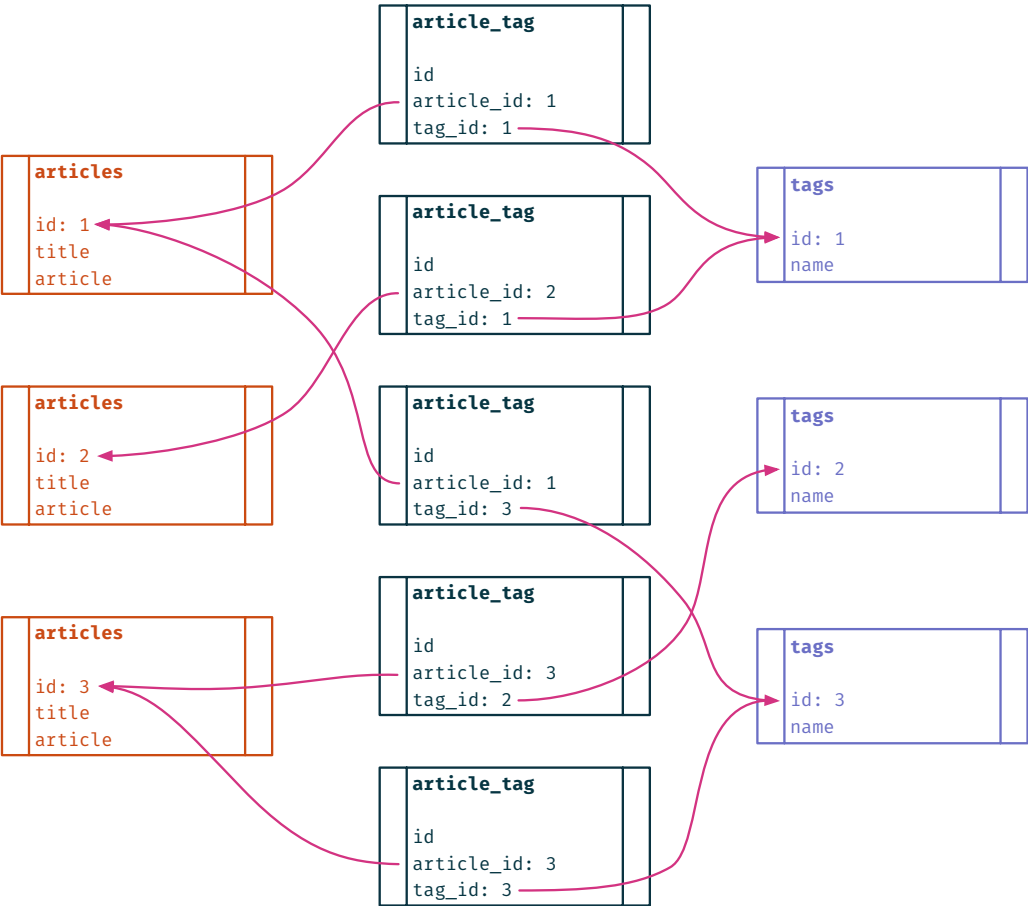 article_tag
id
article_id: 1
tag_id: 1
articles
id: 1
title
article
tags
id: 1
name
article_tag
id
article_id: 2
tag_id: 1
articles
id: 2
title
article
article_tag
id
article_id: 1
tag_id: 3
tags
id: 2
name
article_tag
id
article_id: 3
tag_id: 2
articles
id: 3
title
article
tags
id: 3
name
article_tag
id
article_id: 3
tag_id: 3